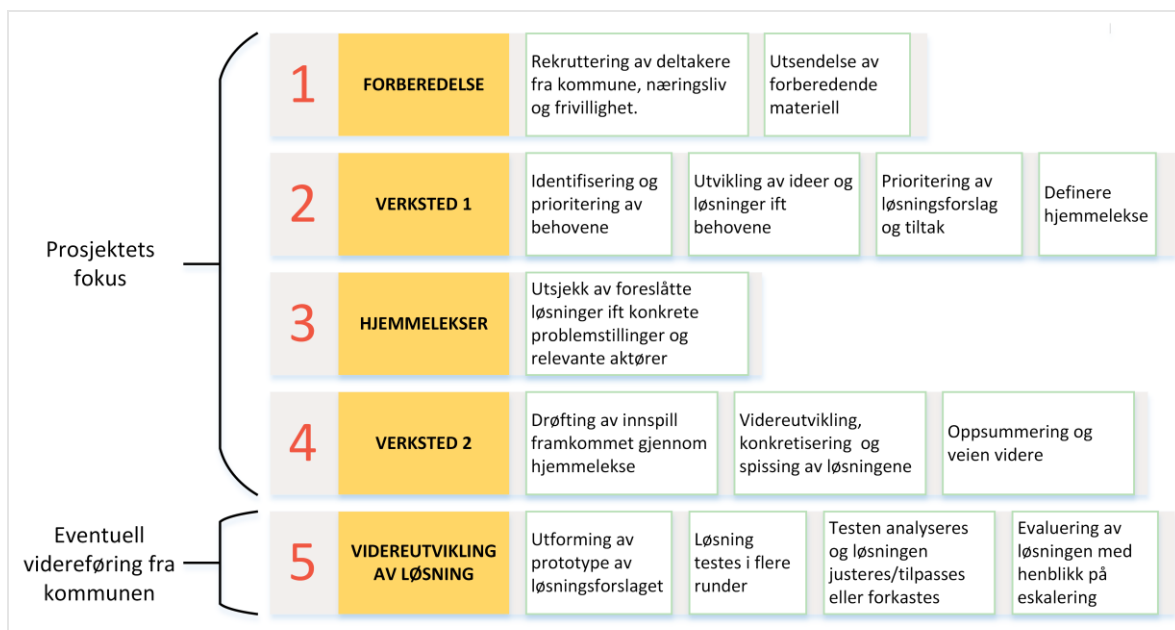 Prosjektets
fokus
1
FORBEREDELSE
Rekruttering av deltakere
fra kommune, næringsliv
og frivillighet.
Utsendelse av
forberedende
materiell
2
VERKSTED 1
Identifisering og
prioritering av
behovene
Utvikling av ideer og
løsninger ift
behovene
Prioritering av
løsningsforslag
og tiltak
Definere
hjemmelekse
3
HJEMMELEKSER
Utsjekk av foreslåtte
løsninger ift konkrete
problemstillinger og
relevante aktører
4
VERKSTED 2
Drøfting av innspill
framkommet gjennom
hjemmelekse
Videreutvikling,
konkretisering og
spissing av løsningene
Oppsummering og
veien videre
Eventuell
videreføring fra
kommunen
5
VIDEREUTVIKLING
AV LØSNING
Utforming av
prototype av
løsningsforslaget
Løsning
testes i flere
runder
Testen analyseres
og løsningen
justeres/tilpasses
eller forkastes
Evaluering av
løsningen med
henblikk på
eskalering